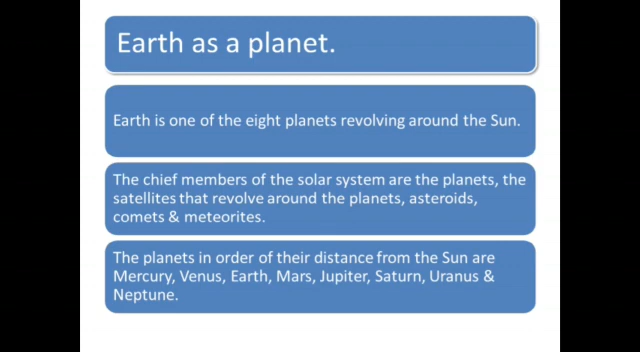 Earth as a planet.
Earth is one of the eight planets revolving around the Sun.
The chief members of the solar system are the planets, the
satellites that revolve around the planets, asteroids,
comets & meteorites.
The planets in order of their distance from the Sun are
Mercury, Venus, Earth, Mars, Jupiter, Saturn, Uranus &
Neptune.